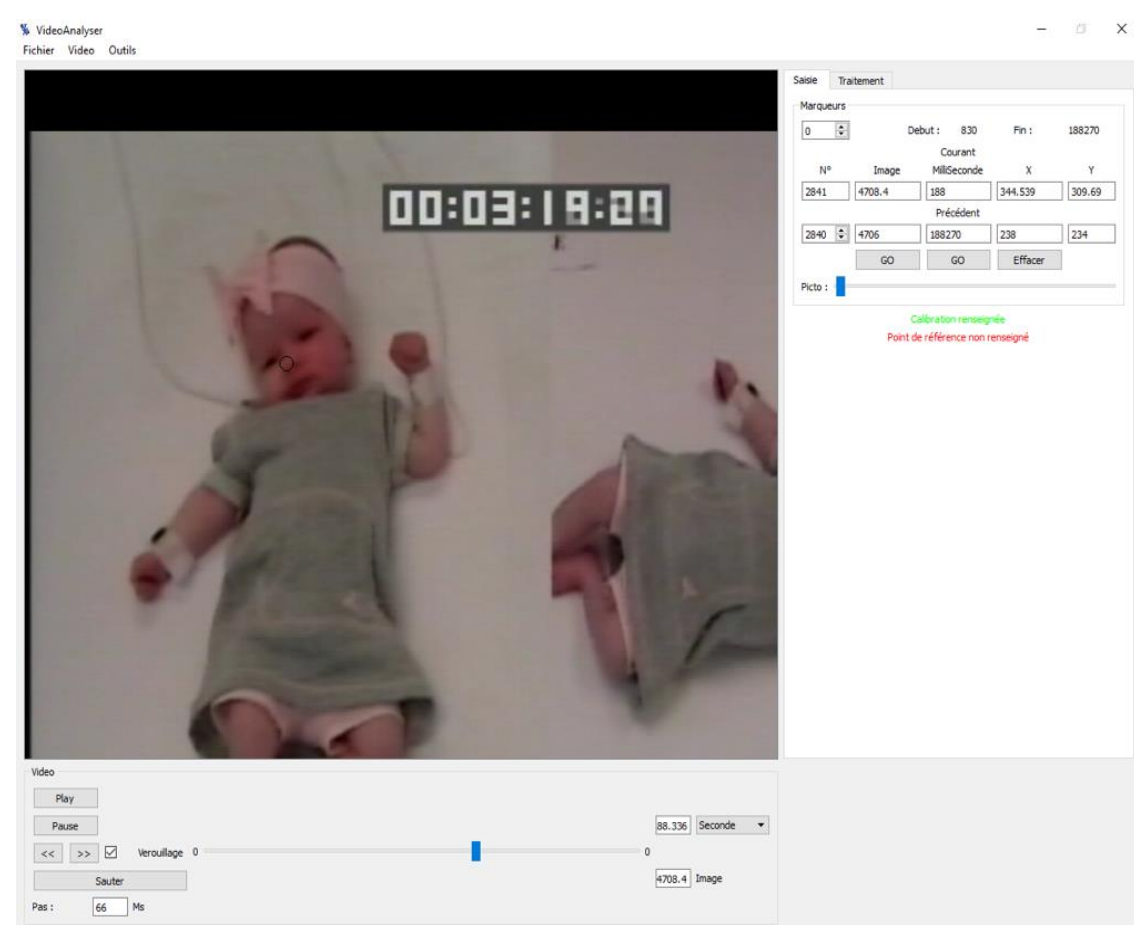 VideoAnalyser
Fichier Video Outils
00:03:19:29
Saisie Traitement
Marqueurs
0 Debut : 830 Fin : 188270
Courant
N° Image MilliSeconde X Y
2841 4708.4 188 344.539 309.69
Précédent
2840 4706 188270 238 234
GO GO Effacer
Picto :
Calibration renseignée
Point de référence non renseigné
Video
Play
Pause
88.336 Seconde
<< >> Verouillage 0 0
Sauter
4708.4 Image
Pas : 66 Ms